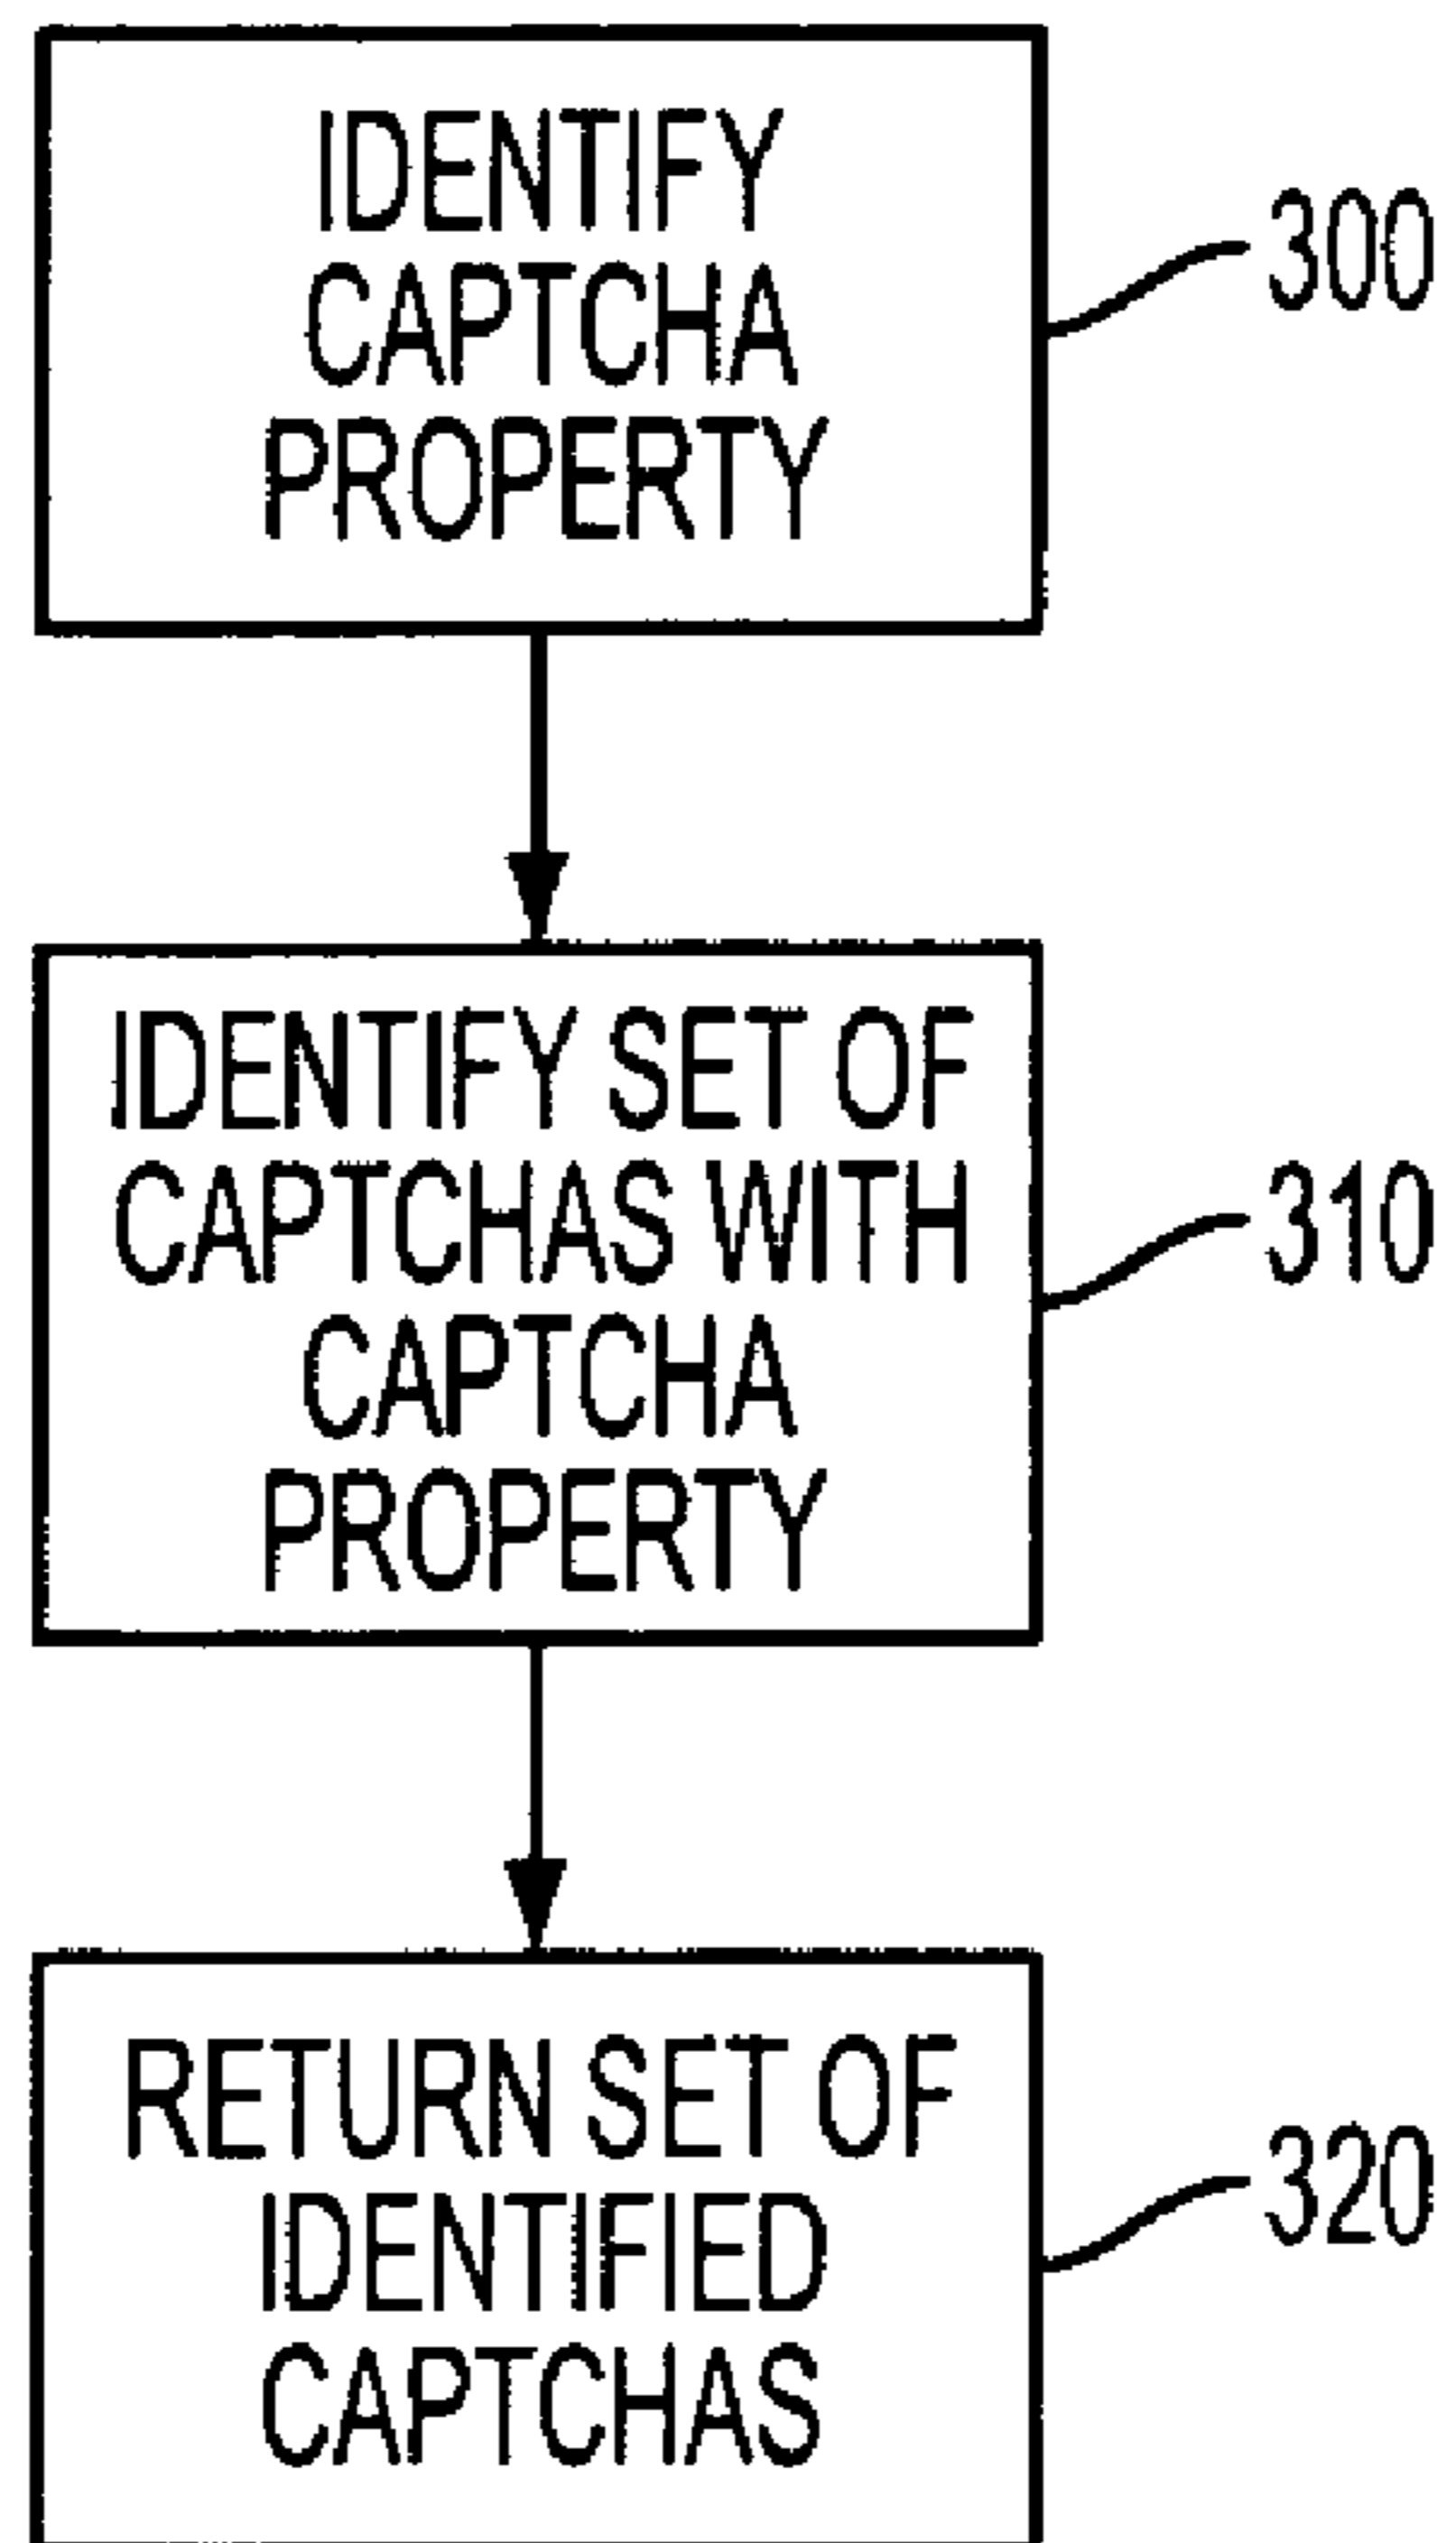 IDENTIFY
CAPTCHA
PROPERTY
300
IDENTIFY SET OF
CAPTCHAS WITH
CAPTCHA
PROPERTY
310
RETURN SET OF
IDENTIFIED
CAPTCHAS
320